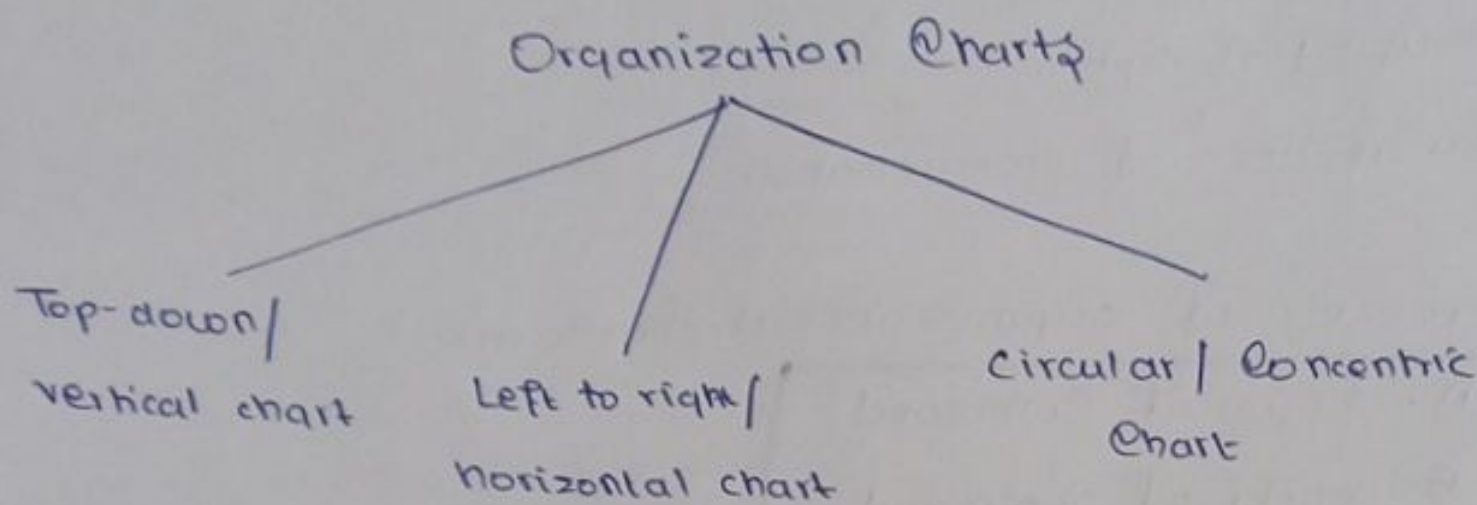 Organization Charts
Top-down/
vertical chart
Left to right/
horizontal chart
Circular / Concentric
Chart